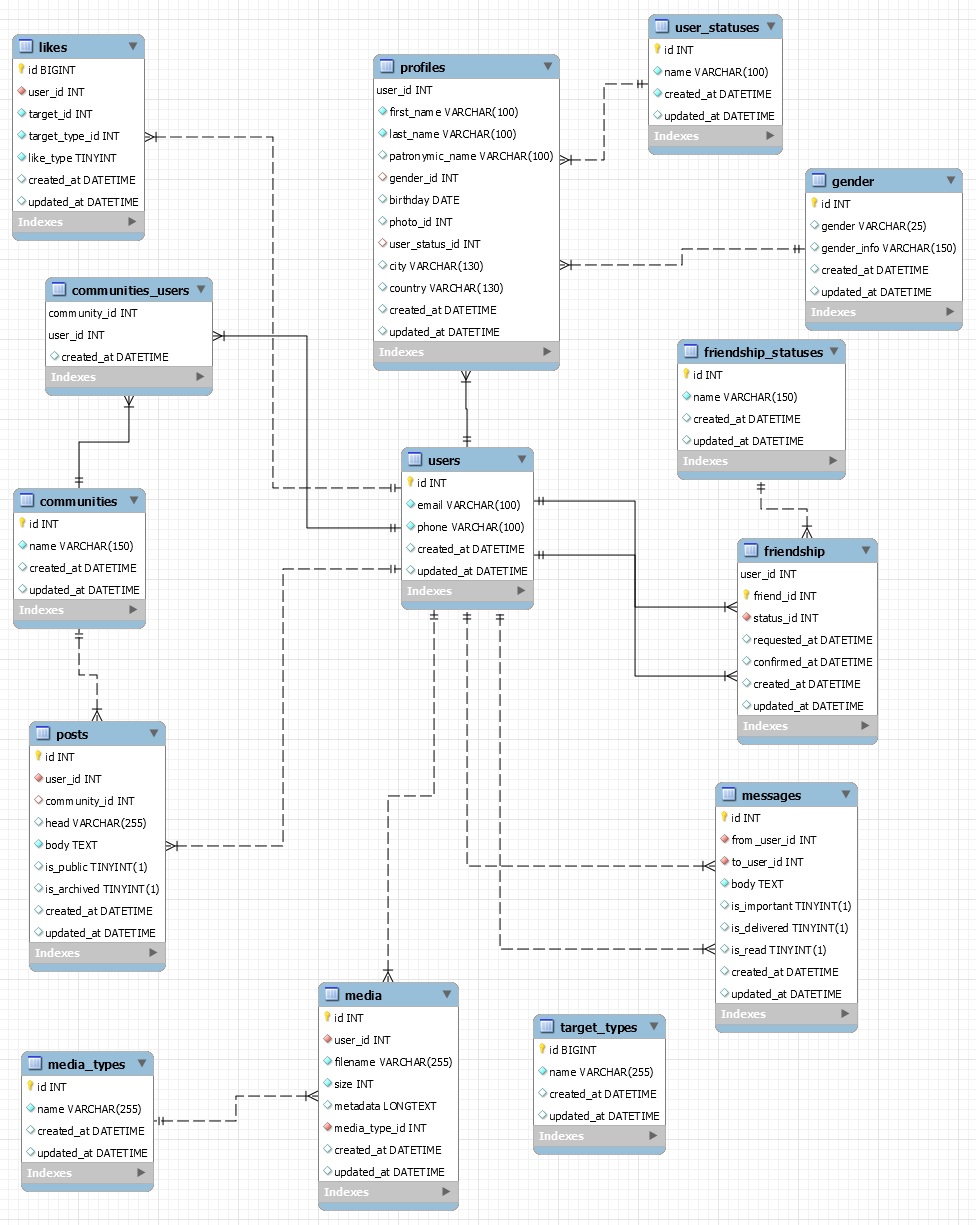 likes
id BIGINT
user_id INT
target_id INT
target_type_id INT
like_type TINYINT
created_at DATETIME
updated_at DATETIME
Indexes
profiles
user_id INT
first_name VARCHAR(100)
last_name VARCHAR(100)
patronymic_name VARCHAR(100)
gender_id INT
birthday DATE
photo_id INT
user_status_id INT
city VARCHAR(130)
country VARCHAR(130)
created_at DATETIME
updated_at DATETIME
Indexes
user_statuses
id INT
name VARCHAR(100)
created_at DATETIME
updated_at DATETIME
Indexes
gender
id INT
gender VARCHAR(25)
gender_info VARCHAR(150)
created_at DATETIME
updated_at DATETIME
Indexes
communities_users
community_id INT
user_id INT
created_at DATETIME
Indexes
friendship_statuses
id INT
name VARCHAR(150)
created_at DATETIME
updated_at DATETIME
Indexes
users
id INT
email VARCHAR(100)
phone VARCHAR(100)
created_at DATETIME
updated_at DATETIME
Indexes
communities
id INT
name VARCHAR(150)
created_at DATETIME
updated_at DATETIME
Indexes
friendship
user_id INT
friend_id INT
status_id INT
requested_at DATETIME
confirmed_at DATETIME
created_at DATETIME
updated_at DATETIME
Indexes
posts
id INT
user_id INT
community_id INT
head VARCHAR(255)
body TEXT
is_public TINYINT(1)
is_archived TINYINT(1)
created_at DATETIME
updated_at DATETIME
Indexes
messages
id INT
from_user_id INT
to_user_id INT
body TEXT
is_important TINYINT(1)
is_delivered TINYINT(1)
is_read TINYINT(1)
created_at DATETIME
updated_at DATETIME
Indexes
media
id INT
user_id INT
filename VARCHAR(255)
size INT
metadata LONGTEXT
media_type_id INT
created_at DATETIME
updated_at DATETIME
Indexes
target_types
id BIGINT
name VARCHAR(255)
created_at DATETIME
updated_at DATETIME
Indexes
media_types
id INT
name VARCHAR(255)
created_at DATETIME
updated_at DATETIME
Indexes